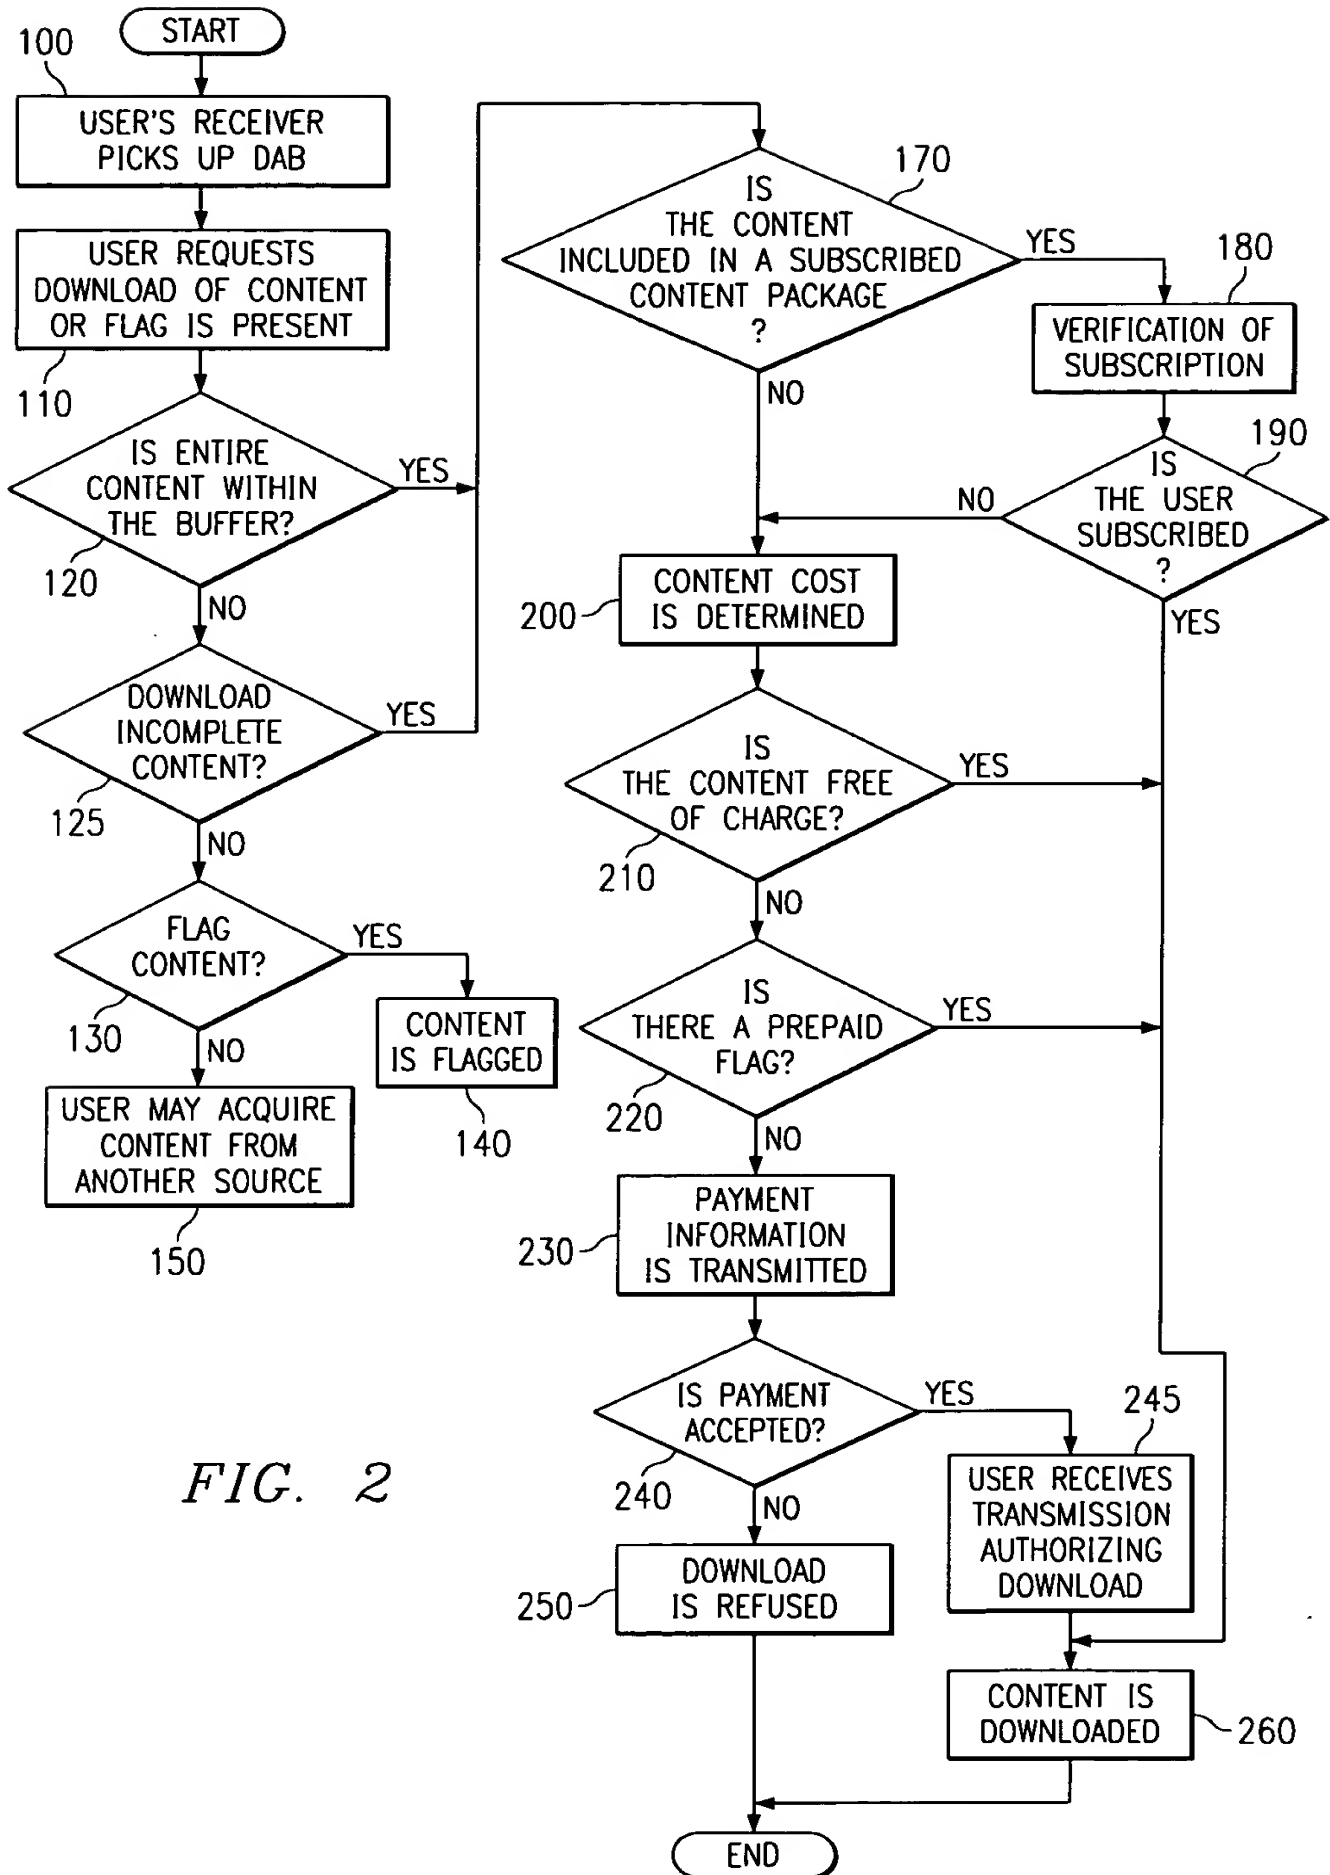 START
100
USER'S RECEIVER
PICKS UP DAB
USER REQUESTS
DOWNLOAD OF CONTENT
OR FLAG IS PRESENT
110
IS ENTIRE
CONTENT WITHIN
THE BUFFER?
YES
120
NO
DOWNLOAD
INCOMPLETE
CONTENT?
YES
125
NO
FLAG
CONTENT?
YES
130
NO
CONTENT
IS FLAGGED
140
USER MAY ACQUIRE
CONTENT FROM
ANOTHER SOURCE
150
170
IS
THE CONTENT
INCLUDED IN A SUBSCRIBED
CONTENT PACKAGE
?
YES
NO
180
VERIFICATION OF
SUBSCRIPTION
190
IS
THE USER
SUBSCRIBED
?
NO
YES
CONTENT COST
IS DETERMINED
200
IS
THE CONTENT FREE
OF CHARGE?
YES
210
NO
IS
THERE A PREPAID
FLAG?
YES
220
NO
PAYMENT
INFORMATION
IS TRANSMITTED
230
IS PAYMENT
ACCEPTED?
YES
240
NO
245
USER RECEIVES
TRANSMISSION
AUTHORIZING
DOWNLOAD
DOWNLOAD
IS REFUSED
250
CONTENT IS
DOWNLOADED
260
END
FIG. 2